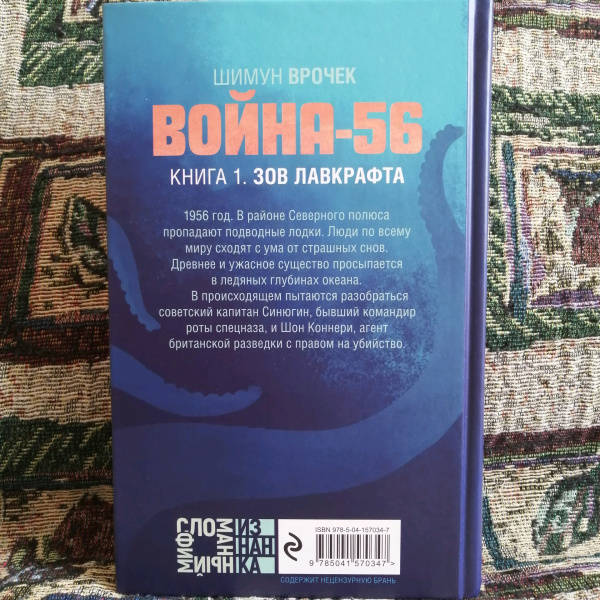 ШИМУН ВРОЧЕК
ВОЙНА-56
КНИГА 1. ЗОВ ЛАВКРАФТА
1956 год. В районе Северного полюса
пропадают подводные лодки. Люди по всему
миру сходят с ума от страшных снов.
Древнее и ужасное существо просыпается
в ледяных глубинах океана.
В происходящем пытаются разобраться
советский капитан Синюгин, бывший командир
роты спецназа, и Шон Коннери, агент
британской разведки с правом на убийство.
СЛОМАННЫЙ
МИФ
ИЗНАНКА
ISBN 978-5-04-157034-7
9 785041 570347 >
СОДЕРЖИТ НЕЦЕНЗУРНУЮ БРАНЬ